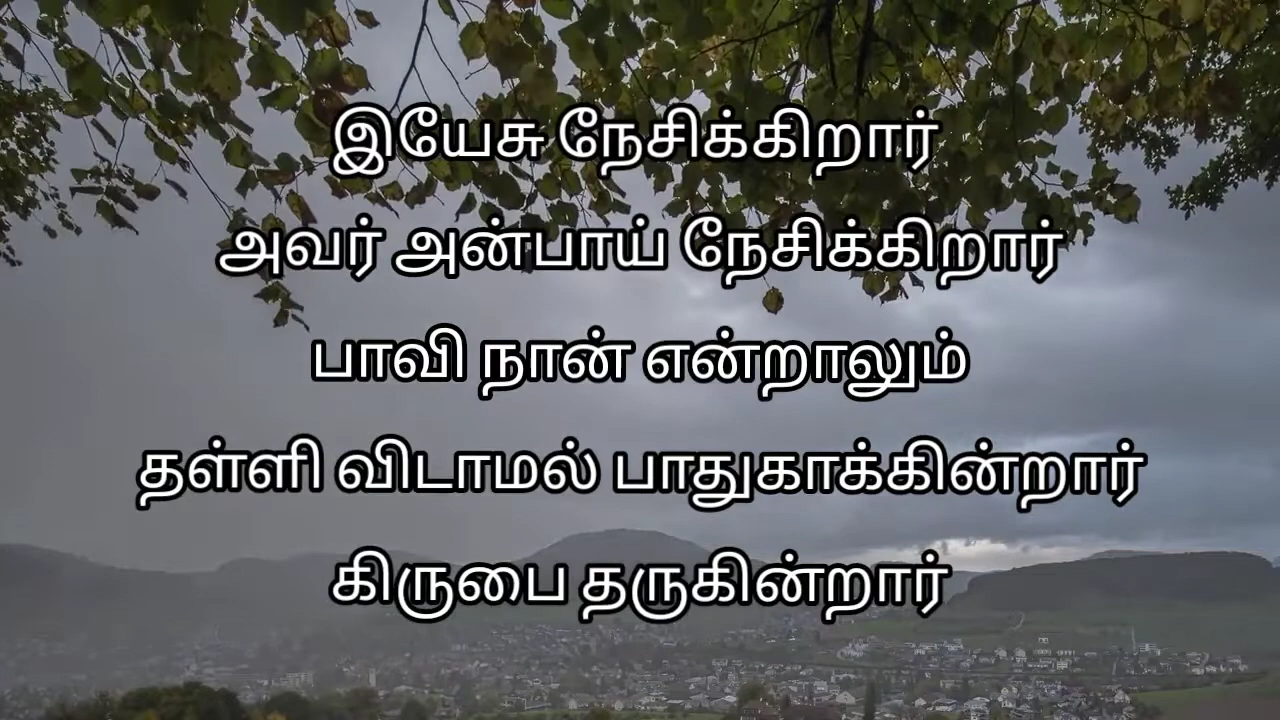 இயேசு நேசிக்கிறார்
அவர் அன்பாய் நேசிக்கிறார்
பாவி நான் என்றாலும்
தள்ளி விடாமல் பாதுகாக்கின்றார்
கிருபை தருகின்றார்